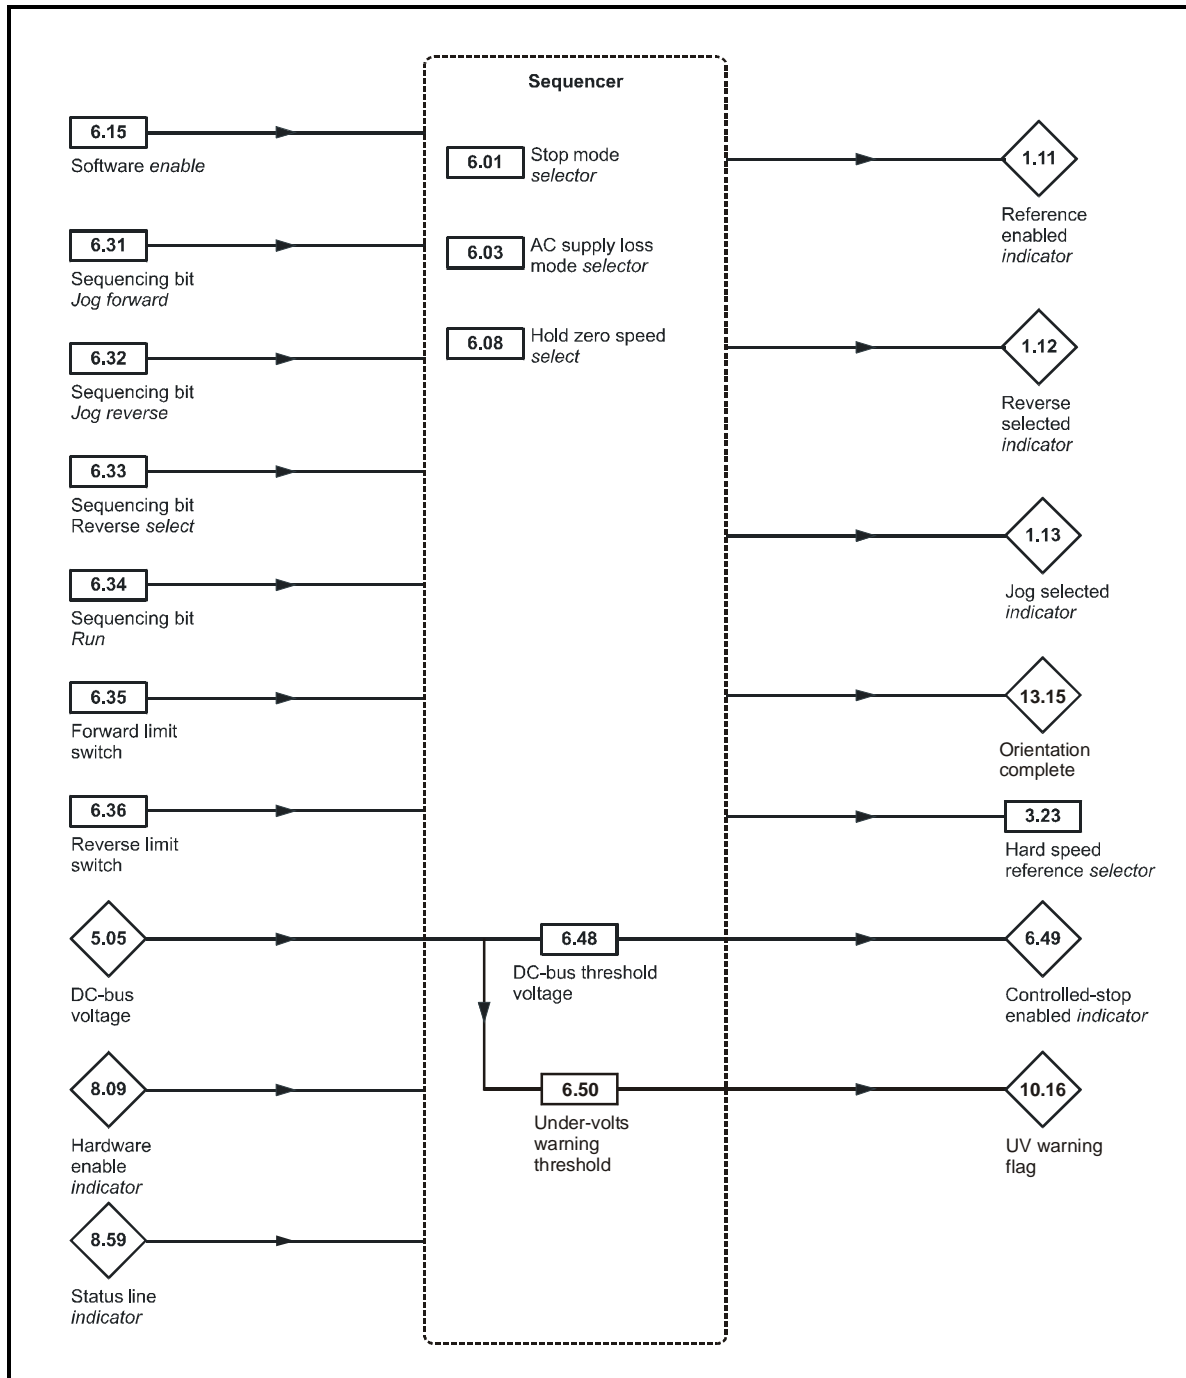 Sequencer
6.15
Software enable
6.31
Sequencing bit
Jog forward
6.32
Sequencing bit
Jog reverse
6.33
Sequencing bit
Reverse select
6.34
Sequencing bit
Run
6.35
Forward limit
switch
6.36
Reverse limit
switch
5.05
DC-bus
voltage
8.09
Hardware
enable
indicator
8.59
Status line
indicator
6.01
Stop mode
selector
6.03
AC supply loss
mode selector
6.08
Hold zero speed
select
6.48
DC-bus threshold
voltage
6.50
Under-volts
warning
threshold
1.11
Reference
enabled
indicator
1.12
Reverse
selected
indicator
1.13
Jog selected
indicator
13.15
Orientation
complete
3.23
Hard speed
reference selector
6.49
Controlled-stop
enabled indicator
10.16
UV warning
flag